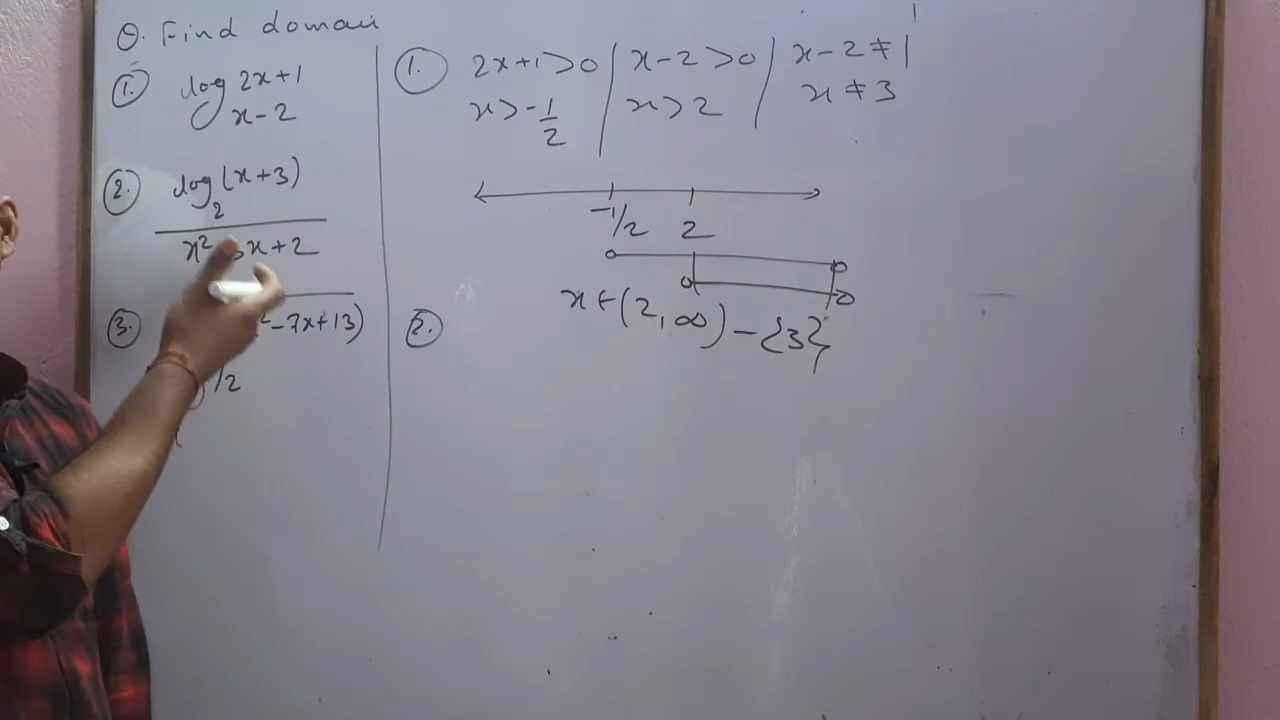 Q. Find domain
1. log 2x+1
x-2
2. log₂(x+3)
x² x+2
3. ²-7x+13)
/2
1. 2x+1>0 | x-2>0 | x-2≠1
x>-1/2 | x>2 | x≠3
-1/2 2
x∈(2,∞)-{3}
2.